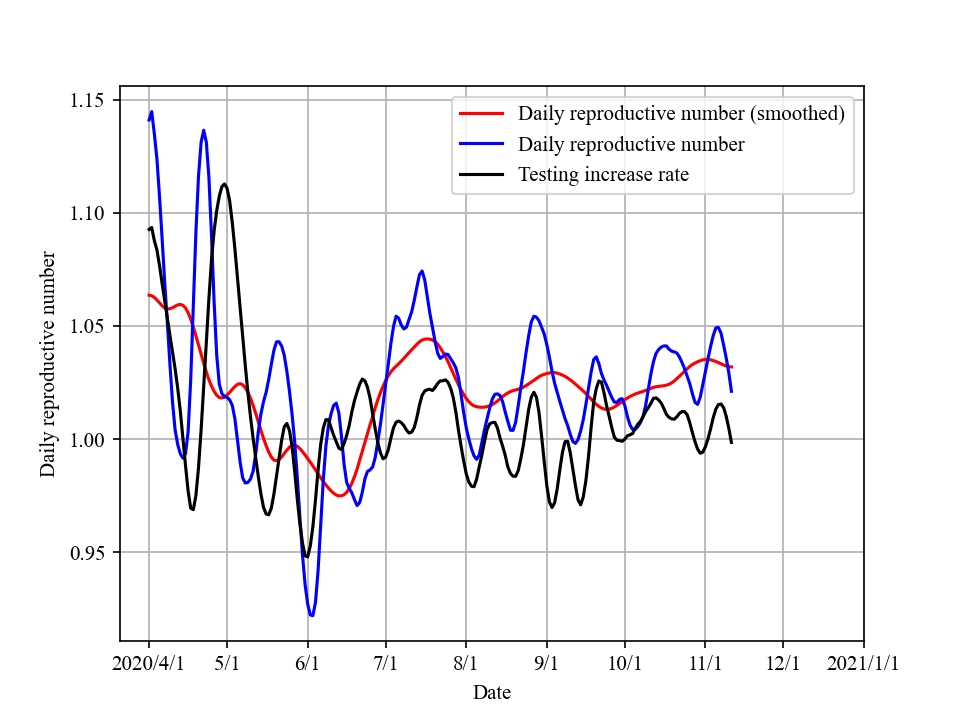 Daily reproductive number (smoothed)
Daily reproductive number
Testing increase rate
Daily reproductive number
1.15
1.10
1.05
1.00
0.95
2020/4/1 5/1 6/1 7/1 8/1 9/1 10/1 11/1 12/1 2021/1/1
Date